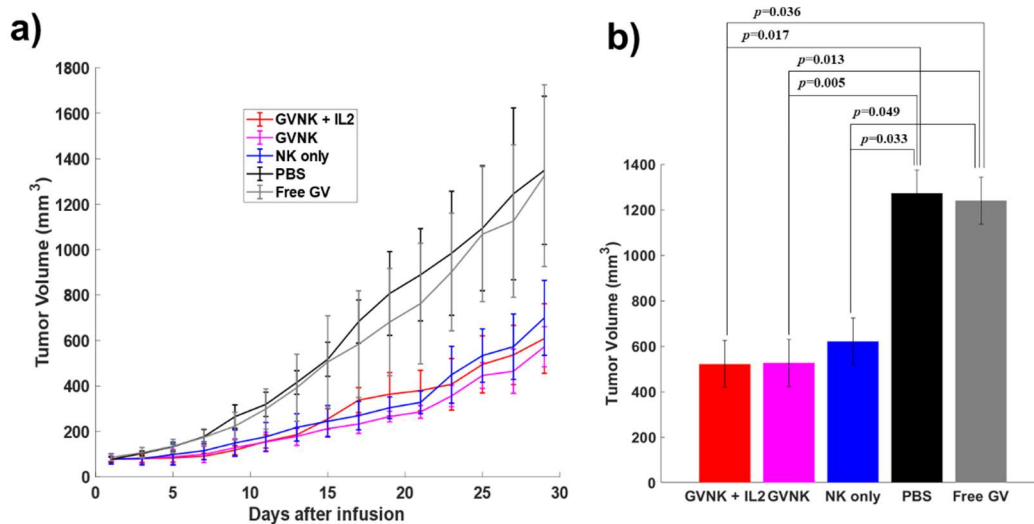 a)
Tumor Volume (mm³)
1800
1600
1400
1200
1000
800
600
400
200
0
0 5 10 15 20 25 30
Days after infusion
GVNK + IL2
GVNK
NK only
PBS
Free GV
b)
p=0.036
p=0.017
p=0.013
p=0.005
p=0.049
p=0.033
Tumor Volume (mm³)
1400
1200
1000
800
600
400
200
0
GVNK + IL2 GVNK NK only PBS Free GV